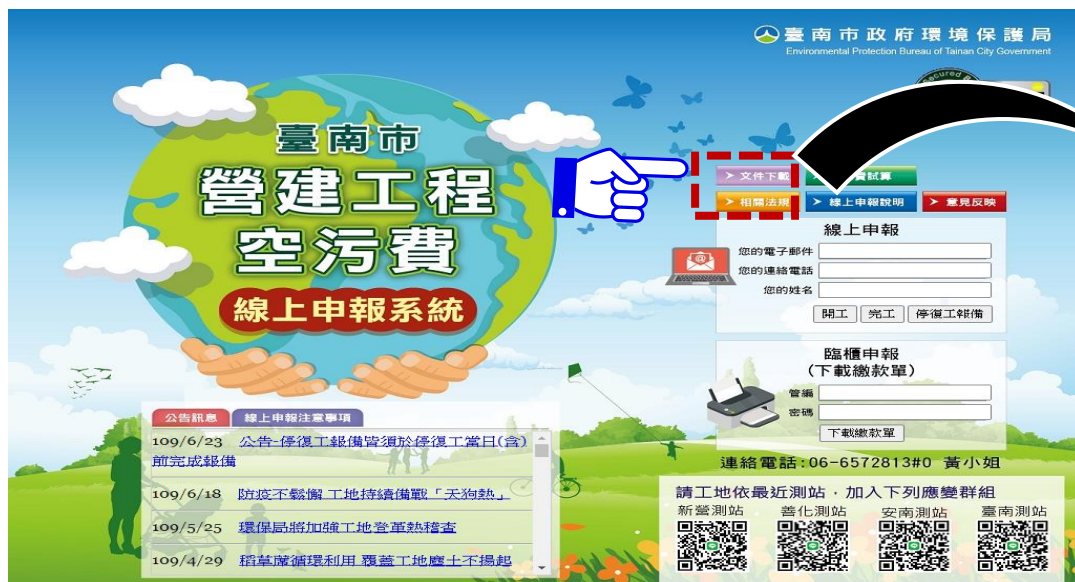 臺南市政府環境保護局
Environmental Protection Bureau of Tainan City Government
ecured
臺南市
營建工程
空污費
線上申報系統
> 文件下載
費試算
> 相關法規
> 線上申報說明
> 意見反映
線上申報
您的電子郵件
您的連絡電話
您的姓名
開工 完工 停復工報備
臨櫃申報
(下載繳款單)
管編
密碼
下載繳款單
連絡電話:06-6572813#0 黃小姐
公告訊息 線上申報注意事項
109/6/23 公告-停復工報備皆須於停復工當日(含)
前完成報備
109/6/18 防疫不鬆懈 工地持續備戰「天狗熱」
109/5/25 環保局將加強工地登革熱稽查
109/4/29 稻草蓆循環利用 覆蓋工地塵土不揚起
請工地依最近測站，加入下列應變群組
新營測站 善化測站 安南測站 臺南測站